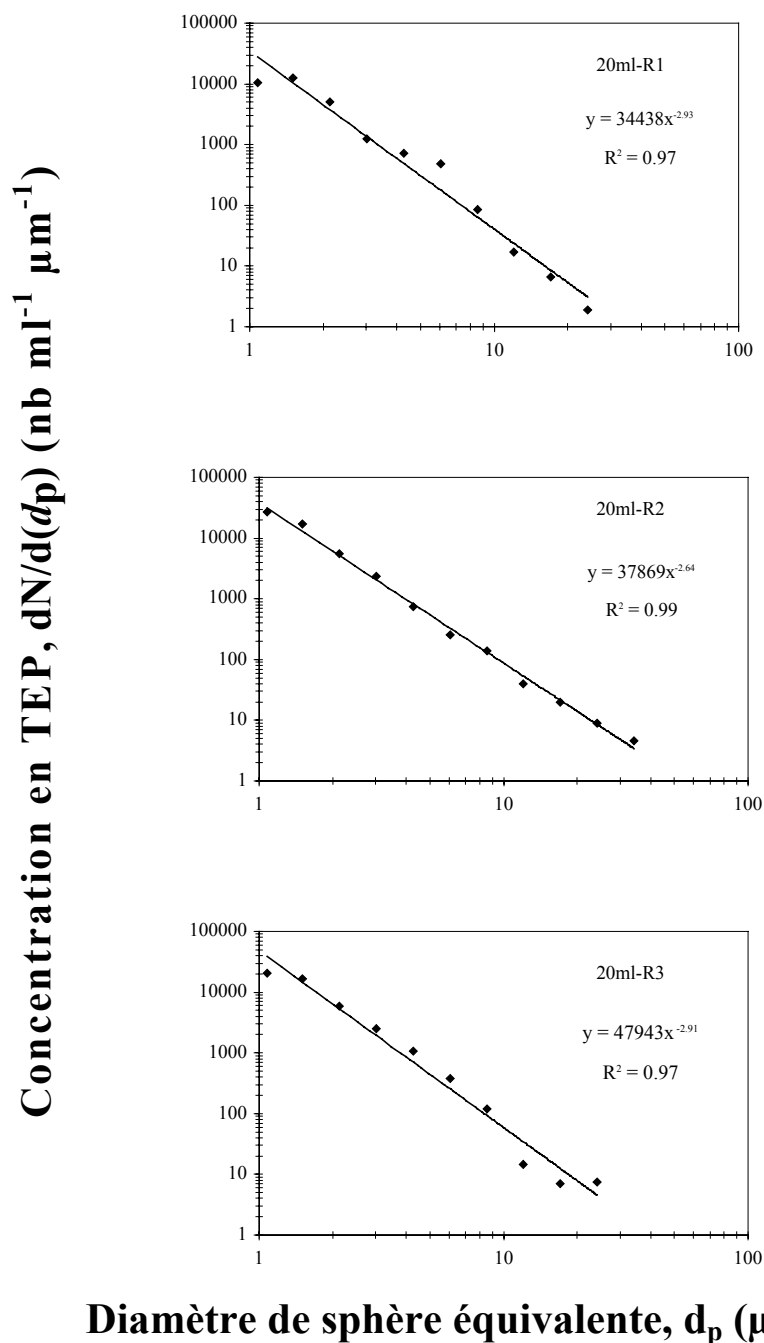 Concentration en TEP, dN/d(dp) (nb ml⁻¹ µm⁻¹)
100000
10000
1000
100
10
1
1
10
100
20ml-R1
y = 34438x⁻²·⁹³
R² = 0.97
100000
10000
1000
100
10
1
1
10
100
20ml-R2
y = 37869x⁻²·⁶⁴
R² = 0.99
100000
10000
1000
100
10
1
1
10
100
20ml-R3
y = 47943x⁻²·⁹¹
R² = 0.97
Diamètre de sphère équivalente, dp (µ